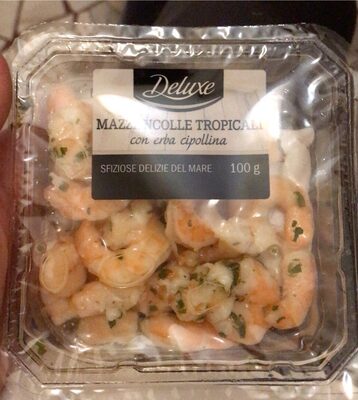 Deluxe
MAZZANCOLLE TROPICALI
con erba cipollina
SFIZIOSE DELIZIE DEL MARE 100 g